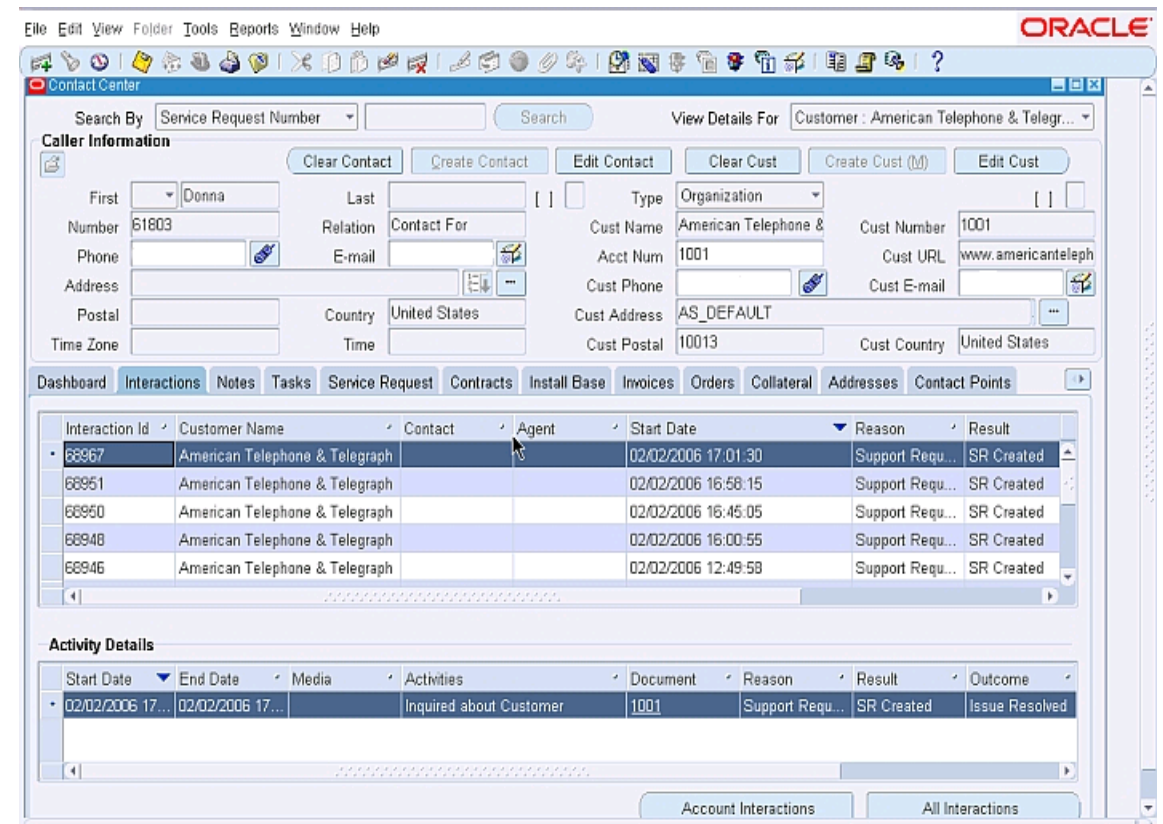 File Edit View Folder Tools Reports Window Help
ORACLE
Contact Center
Search By Service Request Number Search View Details For Customer : American Telephone & Telegr...
Caller Information
Clear Contact Create Contact Edit Contact Clear Cust Create Cust (M) Edit Cust
First Donna Last [ ] Type Organization [ ]
Number 61803 Relation Contact For Cust Name American Telephone & Cust Number 1001
Phone E-mail Acct Num 1001 Cust URL www.americanteleph
Address Cust Phone Cust E-mail
Postal Country United States Cust Address AS_DEFAULT
Time Zone Time Cust Postal 10013 Cust Country United States
Dashboard Interactions Notes Tasks Service Request Contracts Install Base Invoices Orders Collateral Addresses Contact Points
Interaction Id Customer Name Contact Agent Start Date Reason Result
68967 American Telephone & Telegraph 02/02/2006 17:01:30 Support Requ... SR Created
68951 American Telephone & Telegraph 02/02/2006 16:58:15 Support Requ... SR Created
68950 American Telephone & Telegraph 02/02/2006 16:45:05 Support Requ... SR Created
68948 American Telephone & Telegraph 02/02/2006 16:00:55 Support Requ... SR Created
68946 American Telephone & Telegraph 02/02/2006 12:49:58 Support Requ... SR Created
Activity Details
Start Date End Date Media Activities Document Reason Result Outcome
02/02/2006 17... 02/02/2006 17... Inquired about Customer 1001 Support Requ... SR Created Issue Resolved
Account Interactions All Interactions